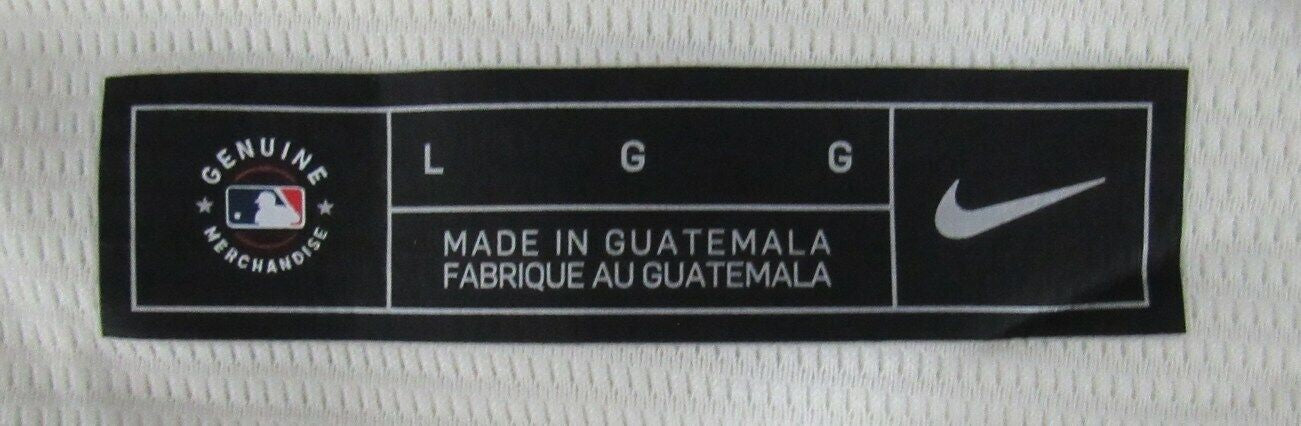 GENUINE
MERCHANDISE
L G G
MADE IN GUATEMALA
FABRIQUE AU GUATEMALA